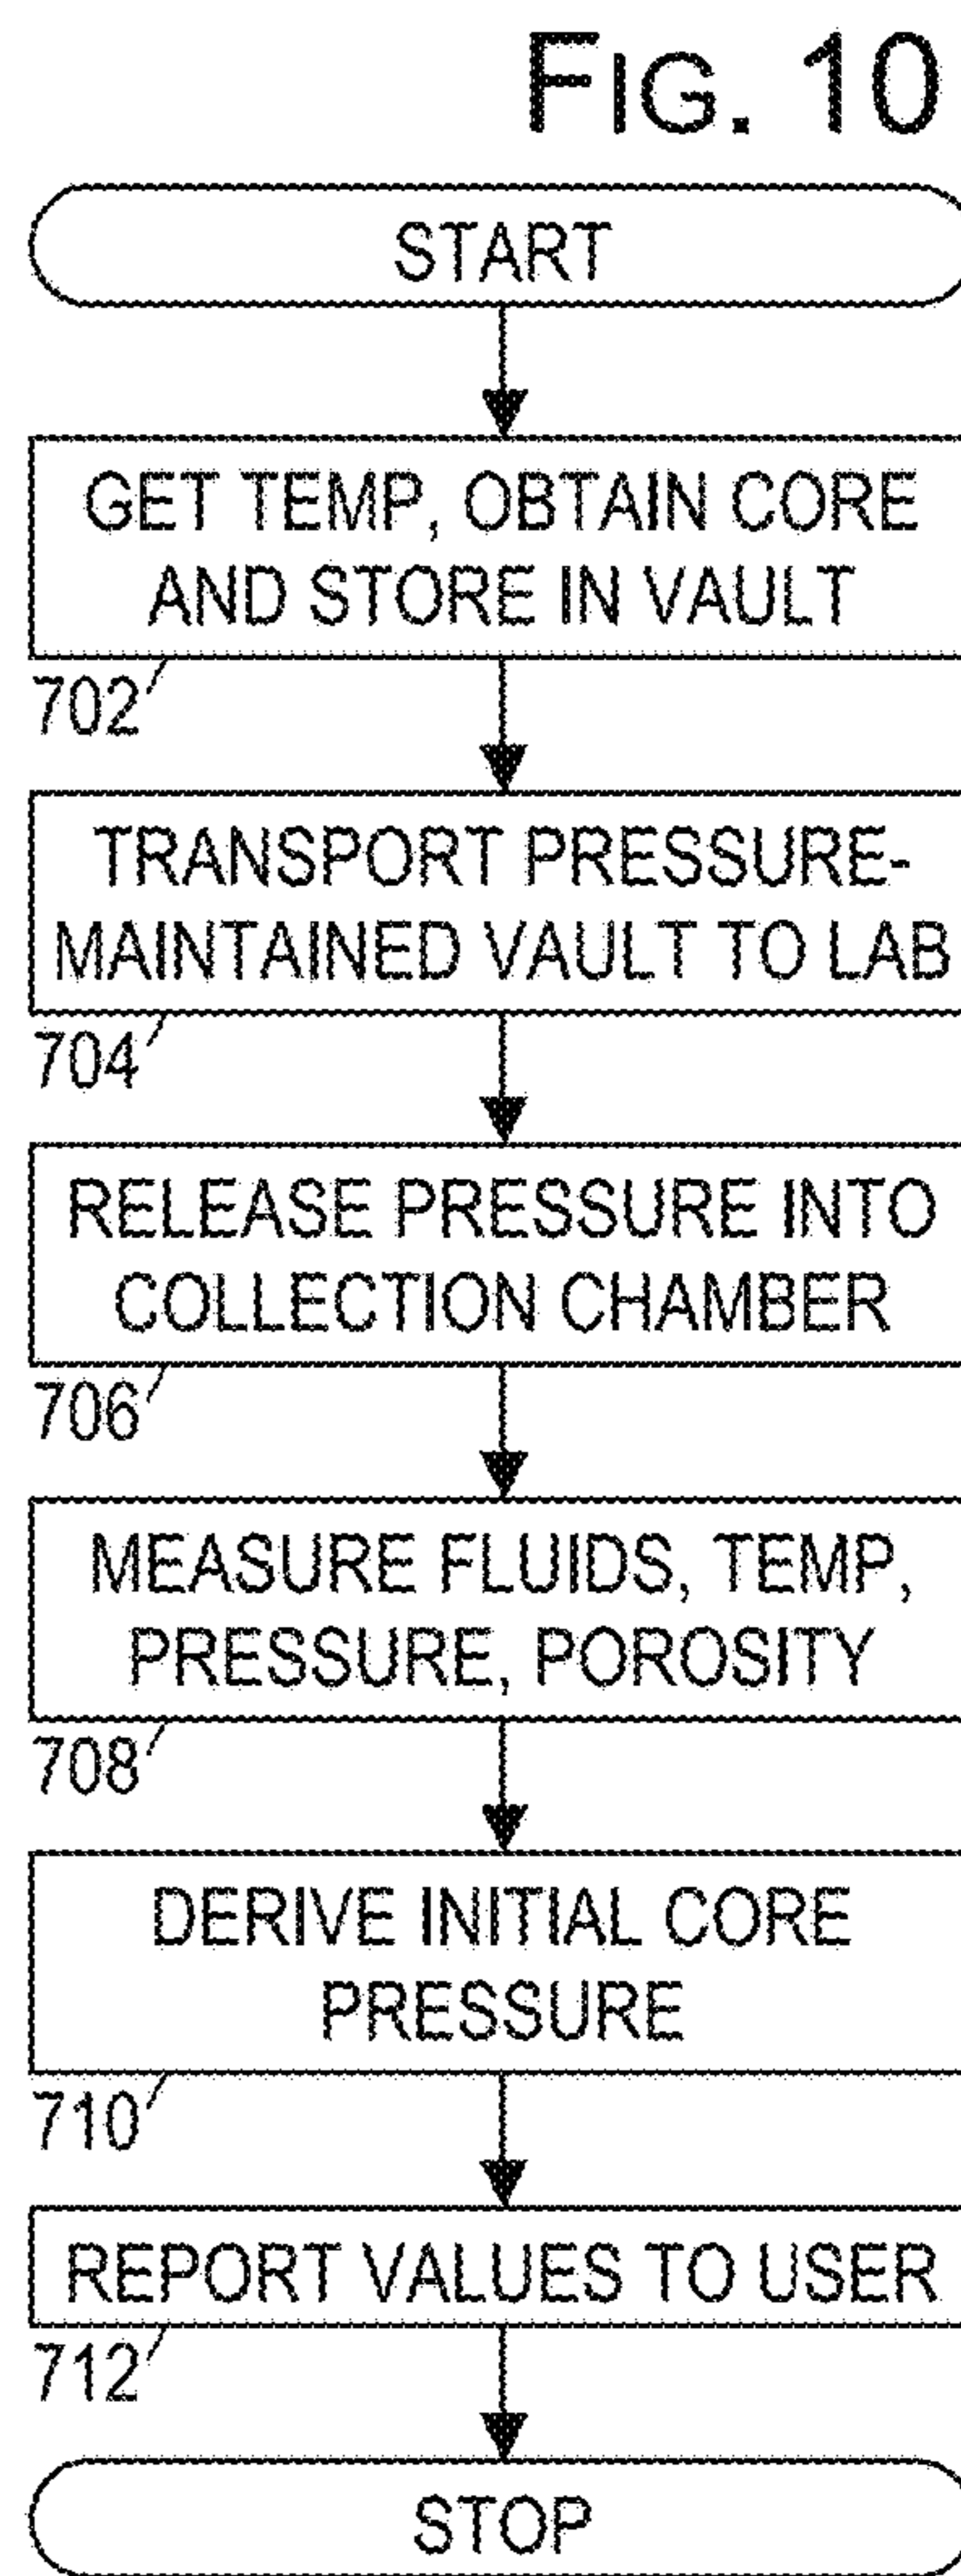 FIG. 10
START
GET TEMP, OBTAIN CORE
AND STORE IN VAULT
702
TRANSPORT PRESSURE-
MAINTAINED VAULT TO LAB
704
RELEASE PRESSURE INTO
COLLECTION CHAMBER
706
MEASURE FLUIDS, TEMP,
PRESSURE, POROSITY
708
DERIVE INITIAL CORE
PRESSURE
710
REPORT VALUES TO USER
712
STOP